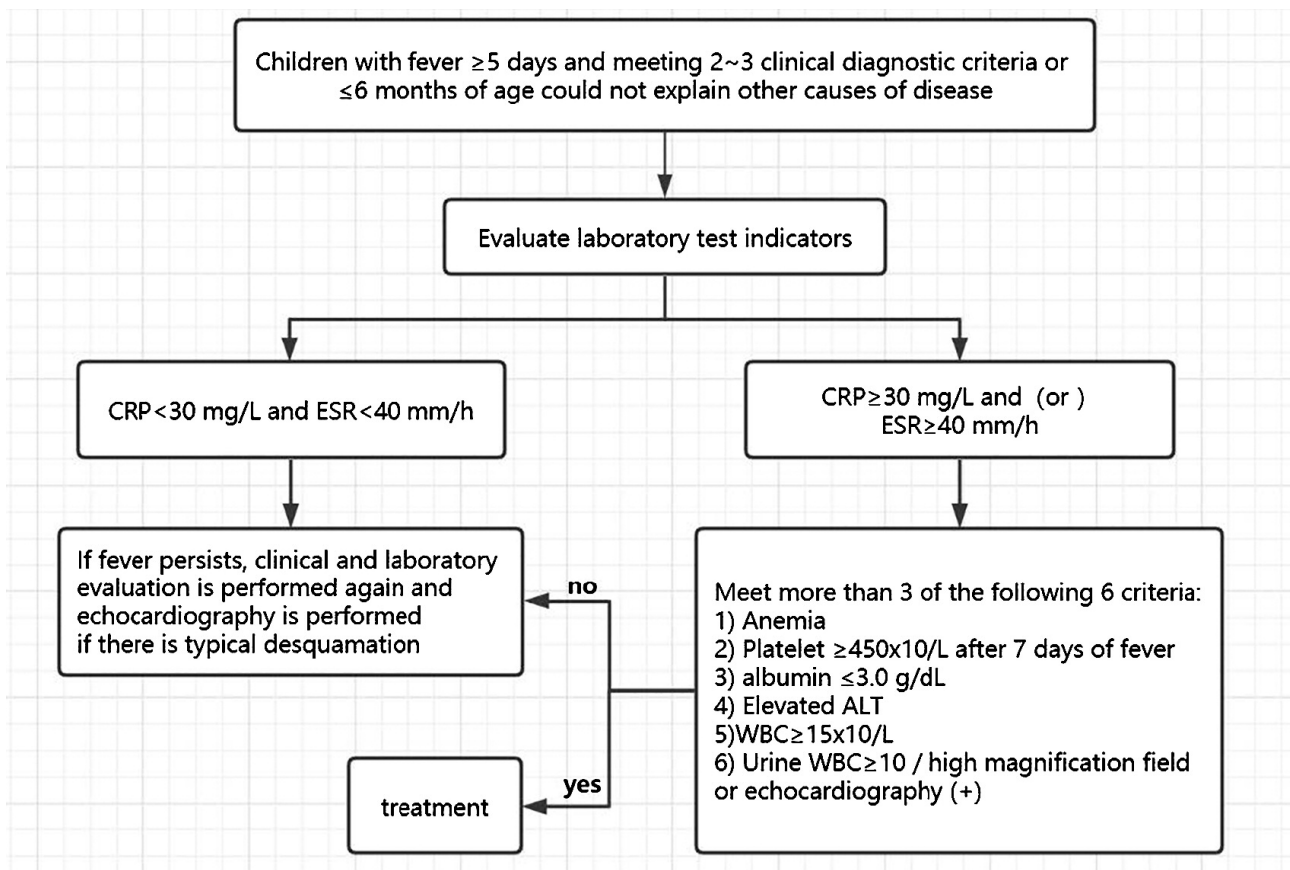 Children with fever ≥5 days and meeting 2~3 clinical diagnostic criteria or
≤6 months of age could not explain other causes of disease
Evaluate laboratory test indicators
CRP<30 mg/L and ESR<40 mm/h
CRP≥30 mg/L and (or )
ESR≥40 mm/h
If fever persists, clinical and laboratory
evaluation is performed again and
echocardiography is performed
if there is typical desquamation
no
Meet more than 3 of the following 6 criteria:
1) Anemia
2) Platelet ≥450x10/L after 7 days of fever
3) albumin ≤3.0 g/dL
4) Elevated ALT
5)WBC≥15x10/L
6) Urine WBC≥10 / high magnification field
or echocardiography (+)
yes
treatment